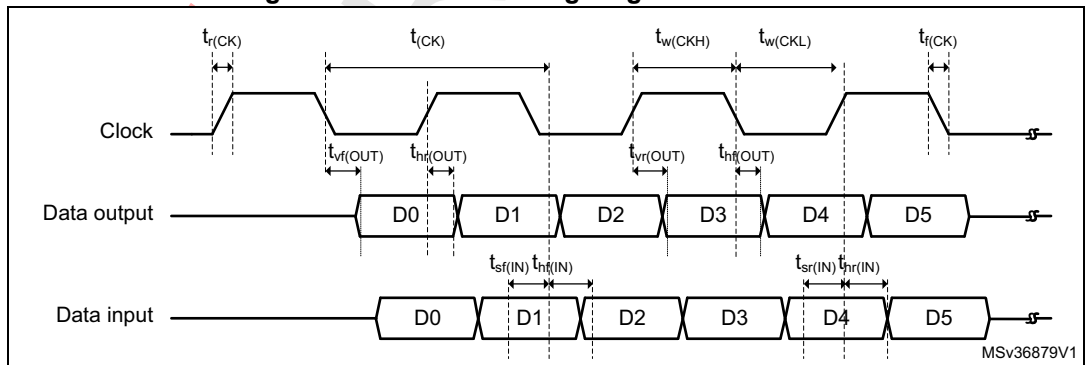 t_r(CK) t_(CK) t_w(CKH) t_w(CKL) t_f(CK)
Clock
t_vf(OUT) t_hr(OUT) t_vr(OUT) t_hf(OUT)
Data output D0 D1 D2 D3 D4 D5
t_sf(IN) t_hf(IN) t_sr(IN) t_hr(IN)
Data input D0 D1 D2 D3 D4 D5
MSv36879V1